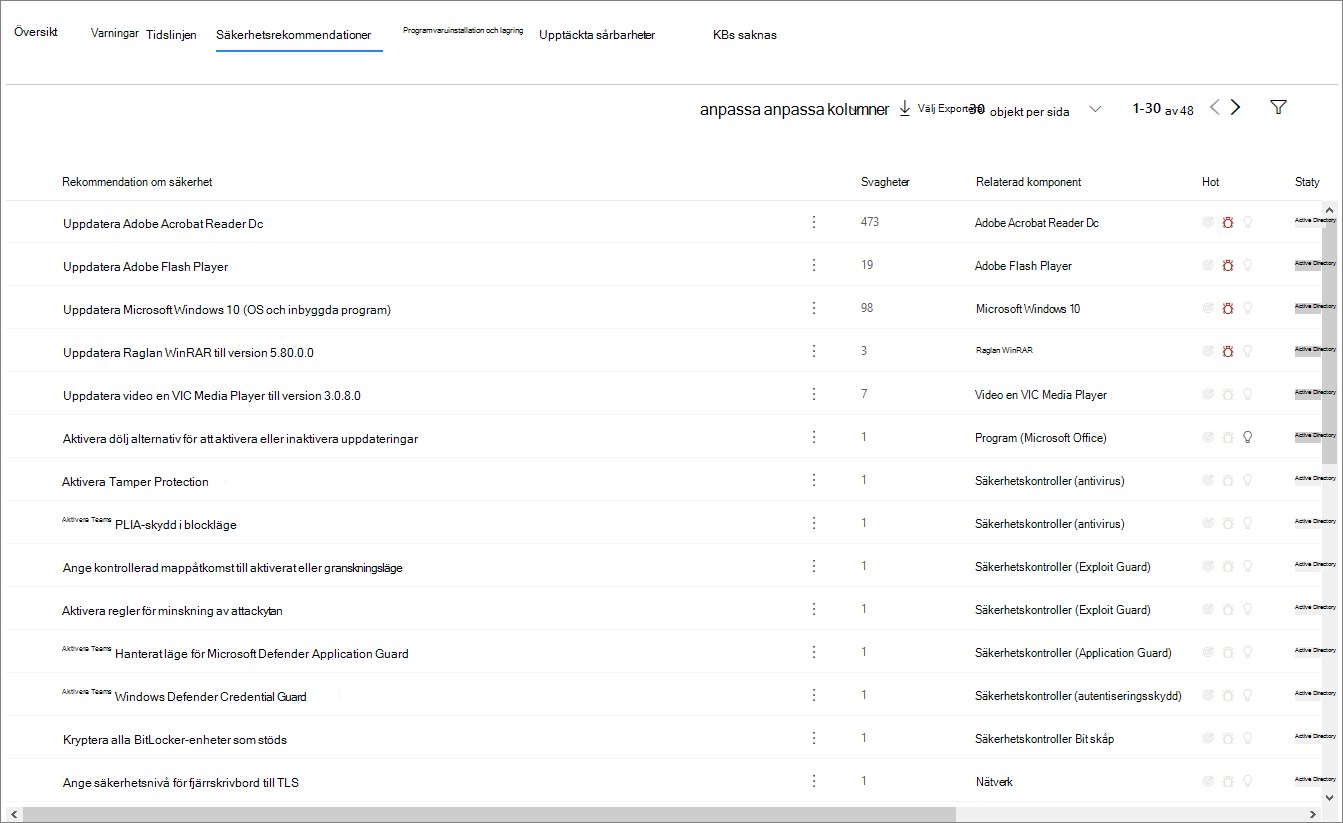 Översikt Varningar Tidslinjen Säkerhetsrekommendationer Programvaruinstallation och lagring Upptäckta sårbarheter KBs saknas
anpassa anpassa kolumner Välj Exportera 30 objekt per sida 1-30 av 48
Rekommendation om säkerhet Svagheter Relaterad komponent Hot Staty
Uppdatera Adobe Acrobat Reader Dc 473 Adobe Acrobat Reader Dc Active Directory
Uppdatera Adobe Flash Player 19 Adobe Flash Player Active Directory
Uppdatera Microsoft Windows 10 (OS och inbyggda program) 98 Microsoft Windows 10 Active Directory
Uppdatera Raglan WinRAR till version 5.80.0.0 3 Raglan WinRAR Active Directory
Uppdatera video en VIC Media Player till version 3.0.8.0 7 Video en VIC Media Player Active Directory
Aktivera dölj alternativ för att aktivera eller inaktivera uppdateringar 1 Program (Microsoft Office) Active Directory
Aktivera Tamper Protection 1 Säkerhetskontroller (antivirus) Active Directory
Aktivera Teams PLIA-skydd i blockläge 1 Säkerhetskontroller (antivirus) Active Directory
Ange kontrollerad mappåtkomst till aktiverat eller granskningsläge 1 Säkerhetskontroller (Exploit Guard) Active Directory
Aktivera regler för minskning av attackytan 1 Säkerhetskontroller (Exploit Guard) Active Directory
Aktivera Teams Hanterat läge för Microsoft Defender Application Guard 1 Säkerhetskontroller (Application Guard) Active Directory
Aktivera Teams Windows Defender Credential Guard 1 Säkerhetskontroller (autentiseringsskydd) Active Directory
Kryptera alla BitLocker-enheter som stöds 1 Säkerhetskontroller Bit skåp Active Directory
Ange säkerhetsnivå för fjärrskrivbord till TLS 1 Nätverk Active Directory